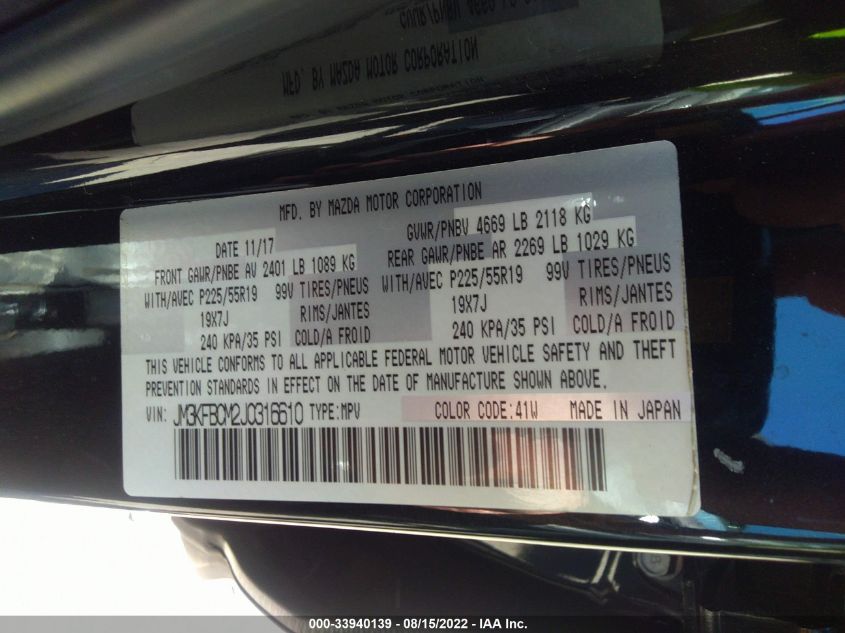 MFD. BY MAZDA MOTOR CORPORATION
DATE 11/17 GVWR/PNBV 4669 LB 2118 KG
FRONT GAWR/PNBE AV 2401 LB 1089 KG REAR GAWR/PNBE AR 2269 LB 1029 KG
WITH/AVEC P225/55R19 99V TIRES/PNEUS WITH/AVEC P225/55R19 99V TIRES/PNEUS
19X7J RIMS/JANTES 19X7J RIMS/JANTES
240 KPA/35 PSI COLD/A FROID 240 KPA/35 PSI COLD/A FROID
THIS VEHICLE CONFORMS TO ALL APPLICABLE FEDERAL MOTOR VEHICLE SAFETY AND THEFT
PREVENTION STANDARDS IN EFFECT ON THE DATE OF MANUFACTURE SHOWN ABOVE.
VIN: JM3KFBCM2J0316610 TYPE:MPV COLOR CODE:41W MADE IN JAPAN
000-33940139 - 08/15/2022 - IAA Inc.